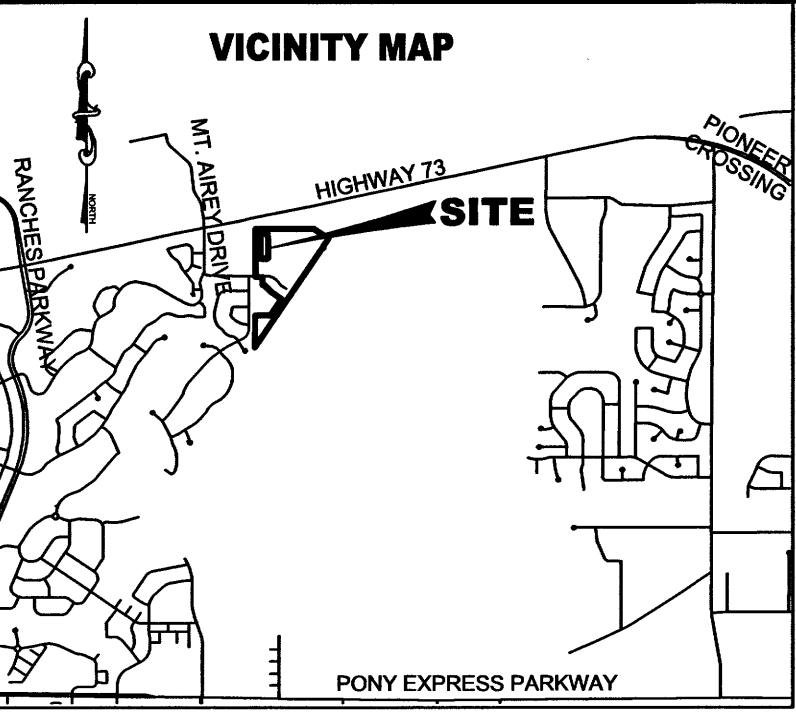 VICINITY MAP
NORTH
RANCHES PARKWAY
MT. AIREY DRIVE
HIGHWAY 73
SITE
PIONEER
CROSSING
PONY EXPRESS PARKWAY